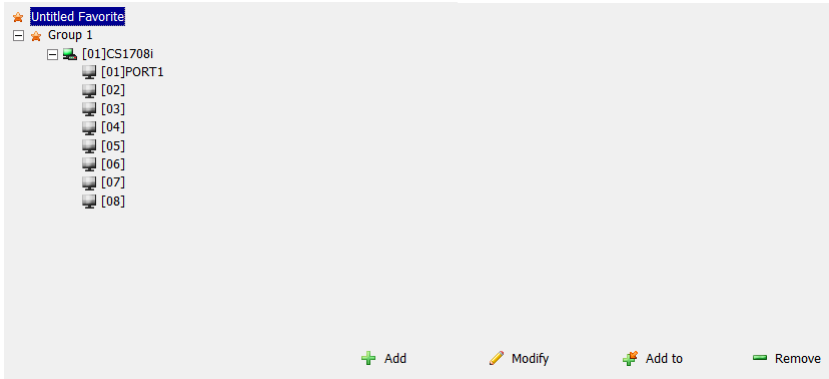 Untitled Favorite
Group 1
[01]CS1708i
[01]PORT1
[02]
[03]
[04]
[05]
[06]
[07]
[08]
Add Modify Add to Remove